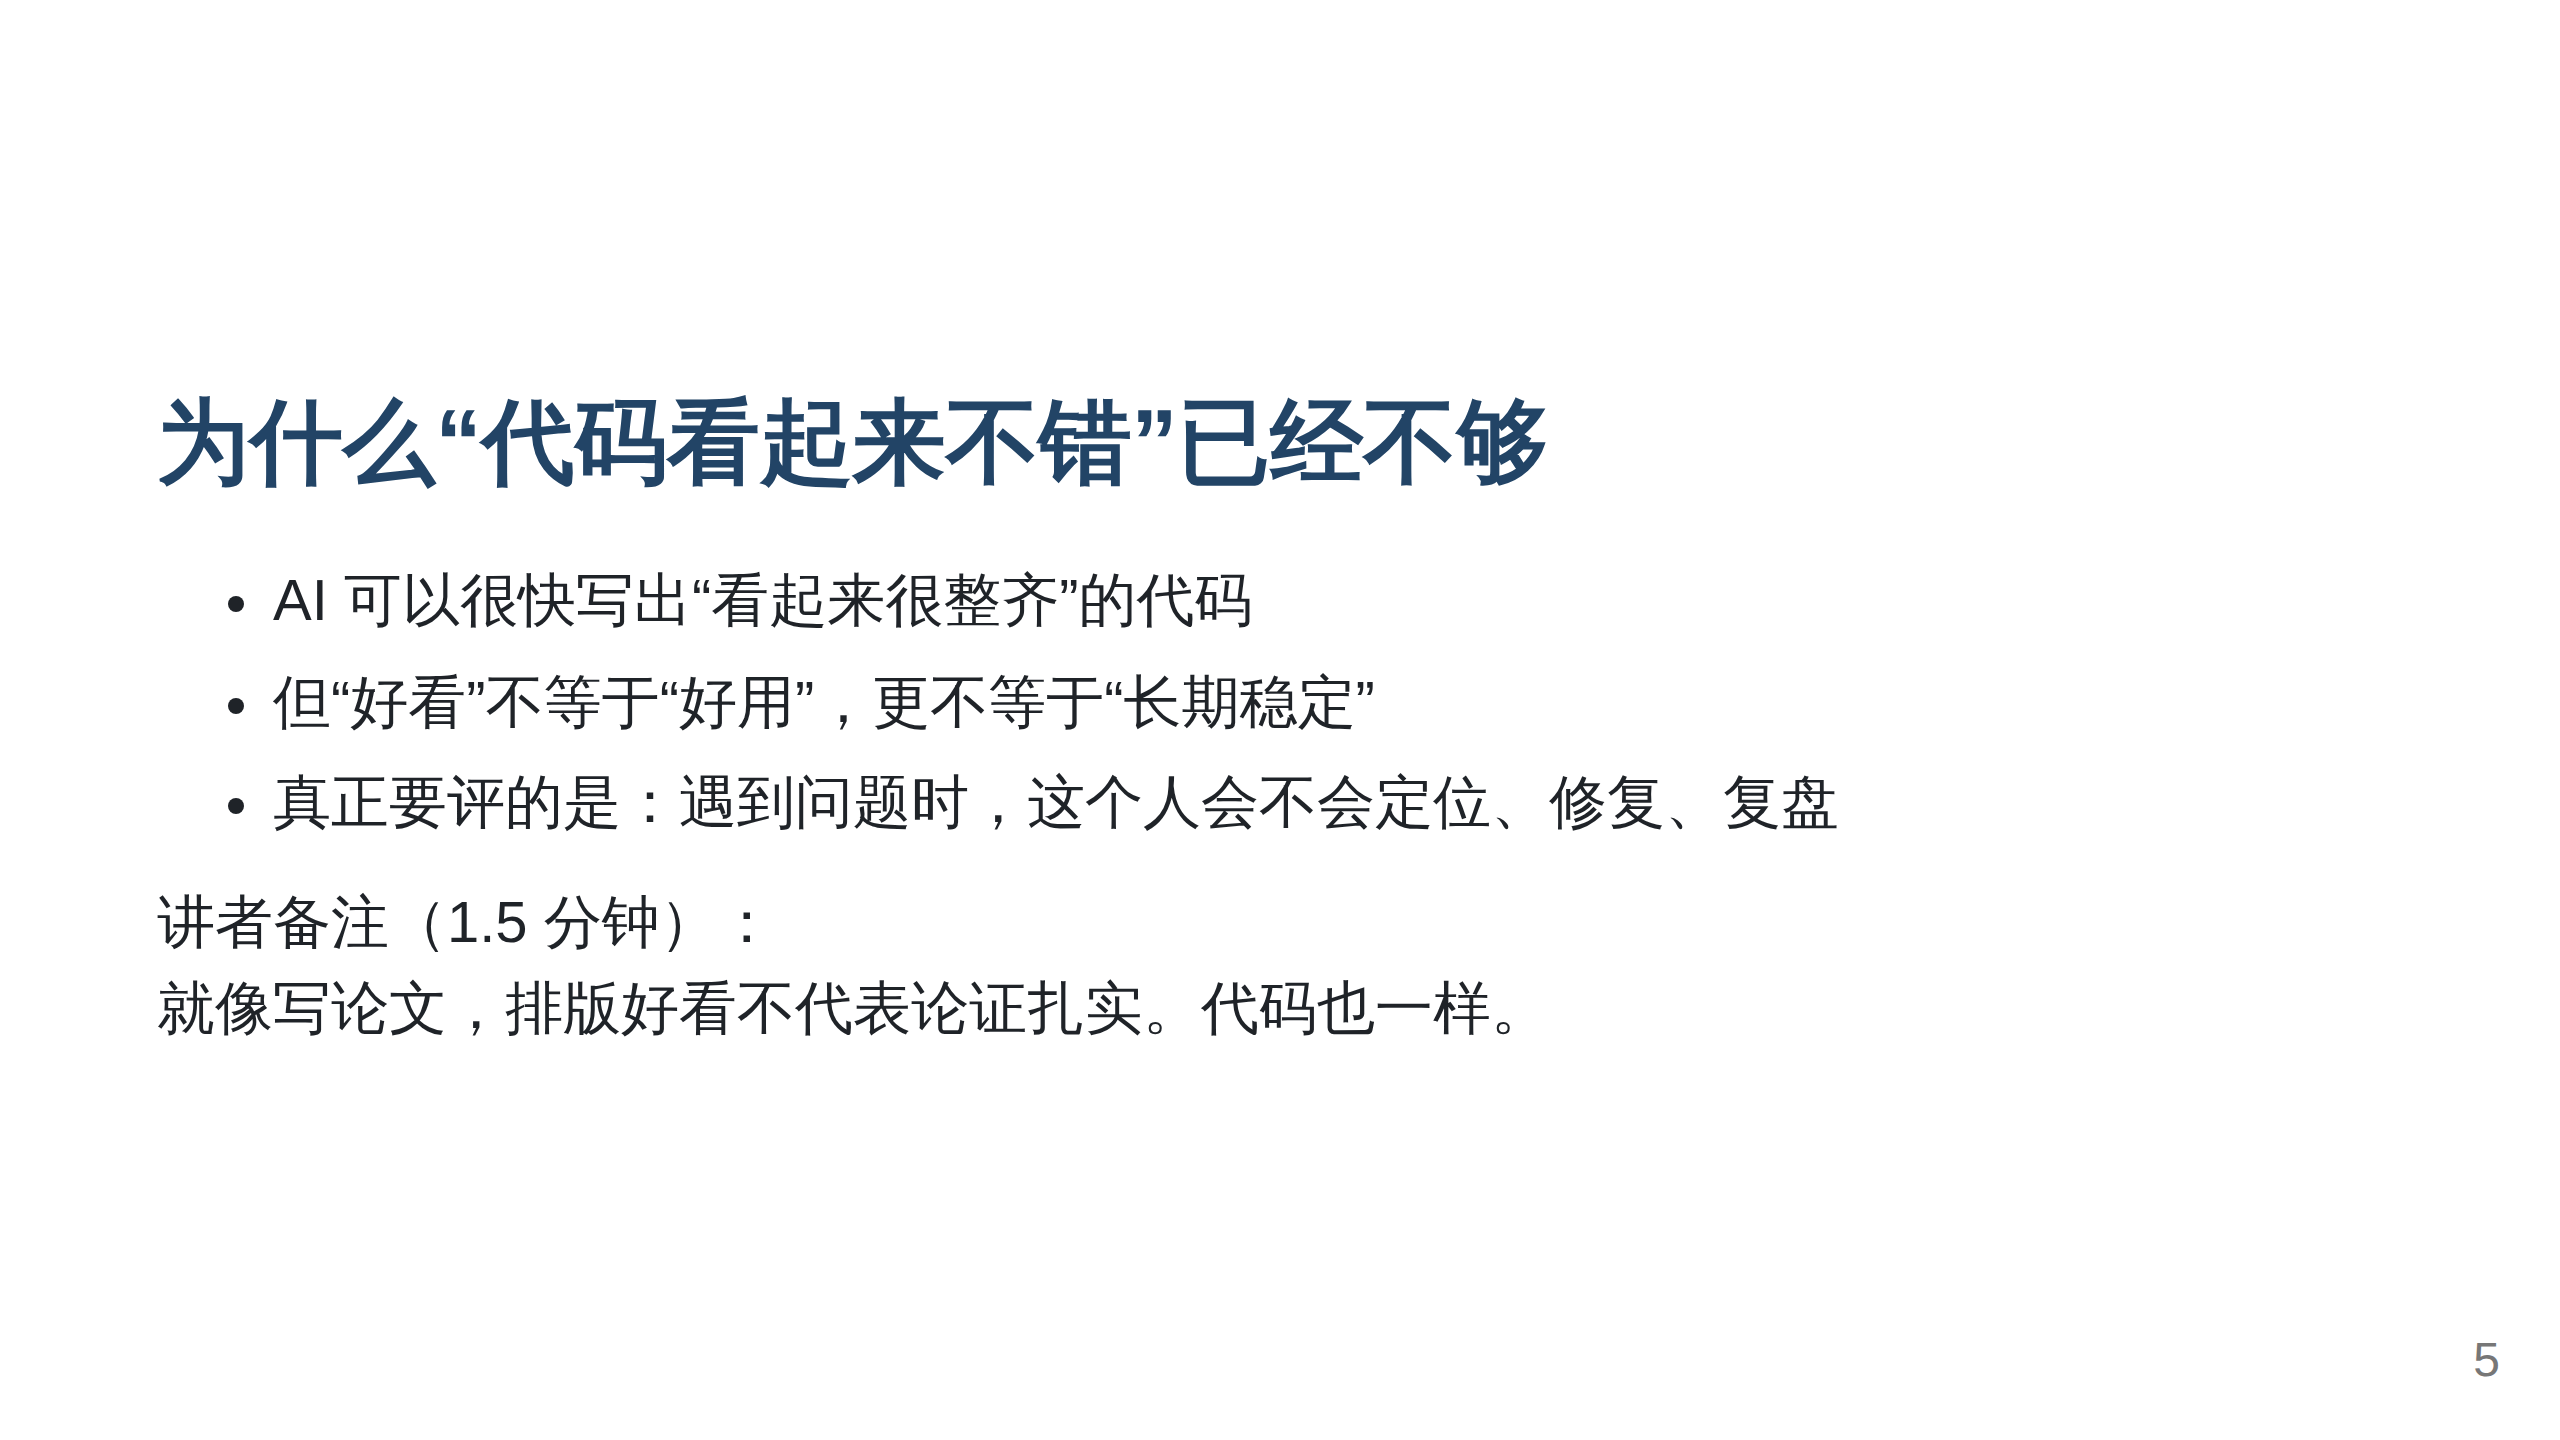 为什么“代码看起来不错”已经不够
• AI 可以很快写出“看起来很整齐”的代码
• 但“好看”不等于“好用”，更不等于“长期稳定”
• 真正要评的是：遇到问题时，这个人会不会定位、修复、复盘
讲者备注（1.5 分钟）：
就像写论文，排版好看不代表论证扎实。代码也一样。
5